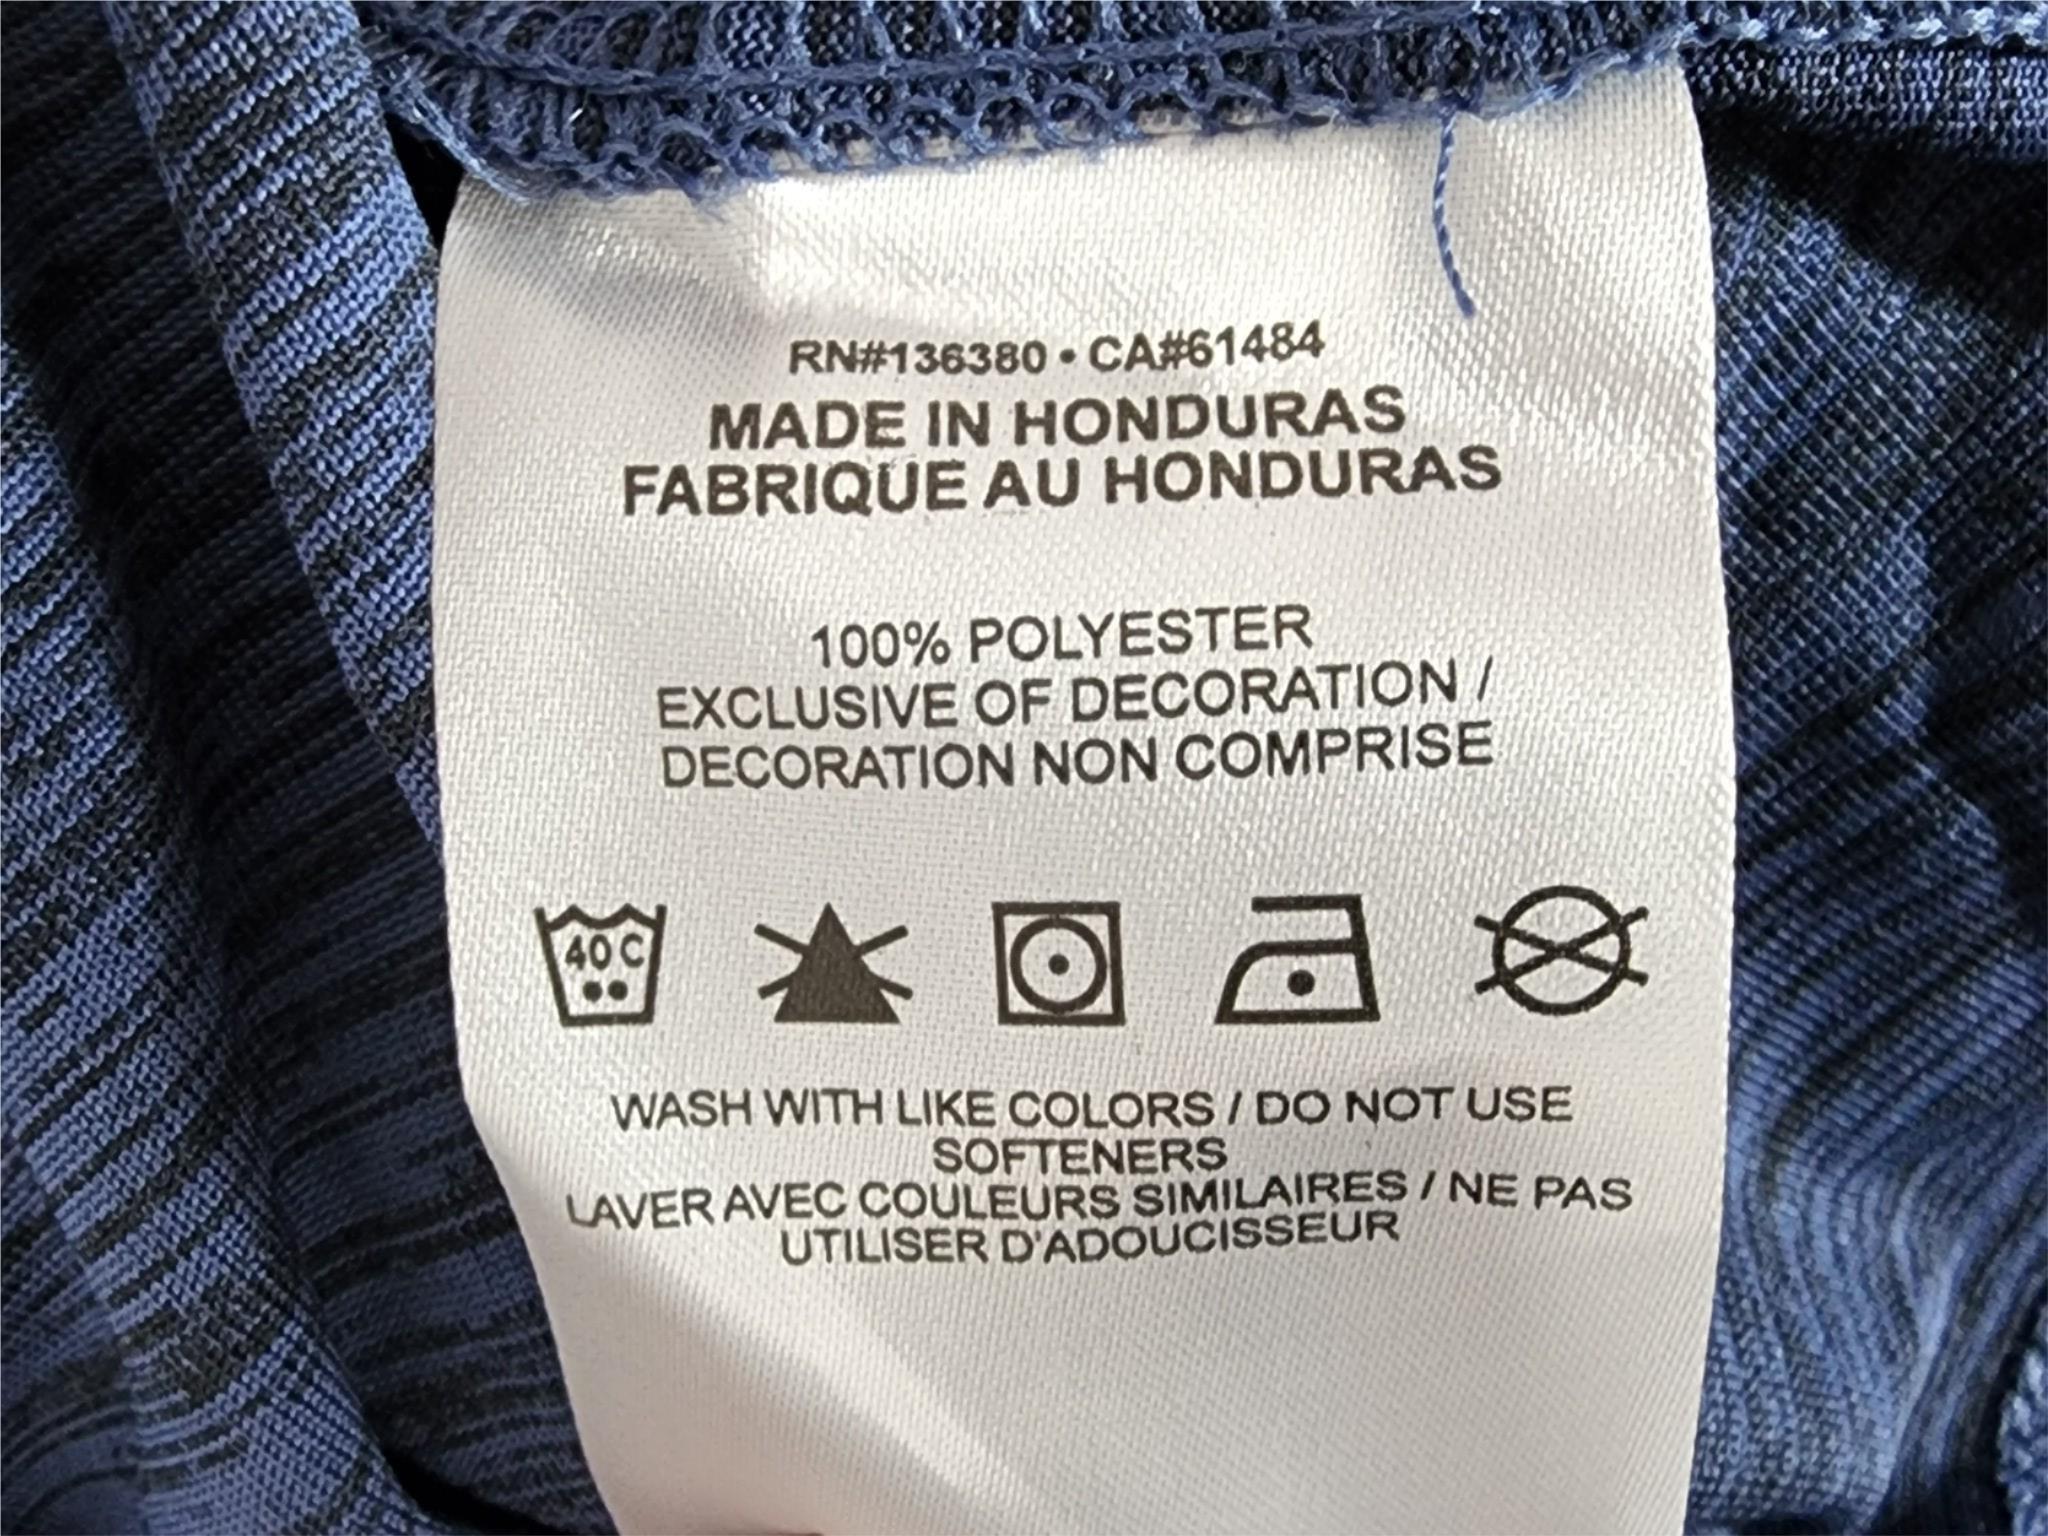 RN#136380 • CA#61484
MADE IN HONDURAS
FABRIQUE AU HONDURAS
100% POLYESTER
EXCLUSIVE OF DECORATION /
DECORATION NON COMPRISE
40 C
WASH WITH LIKE COLORS / DO NOT USE
SOFTENERS
LAVER AVEC COULEURS SIMILAIRES / NE PAS
UTILISER D'ADOUCISSEUR